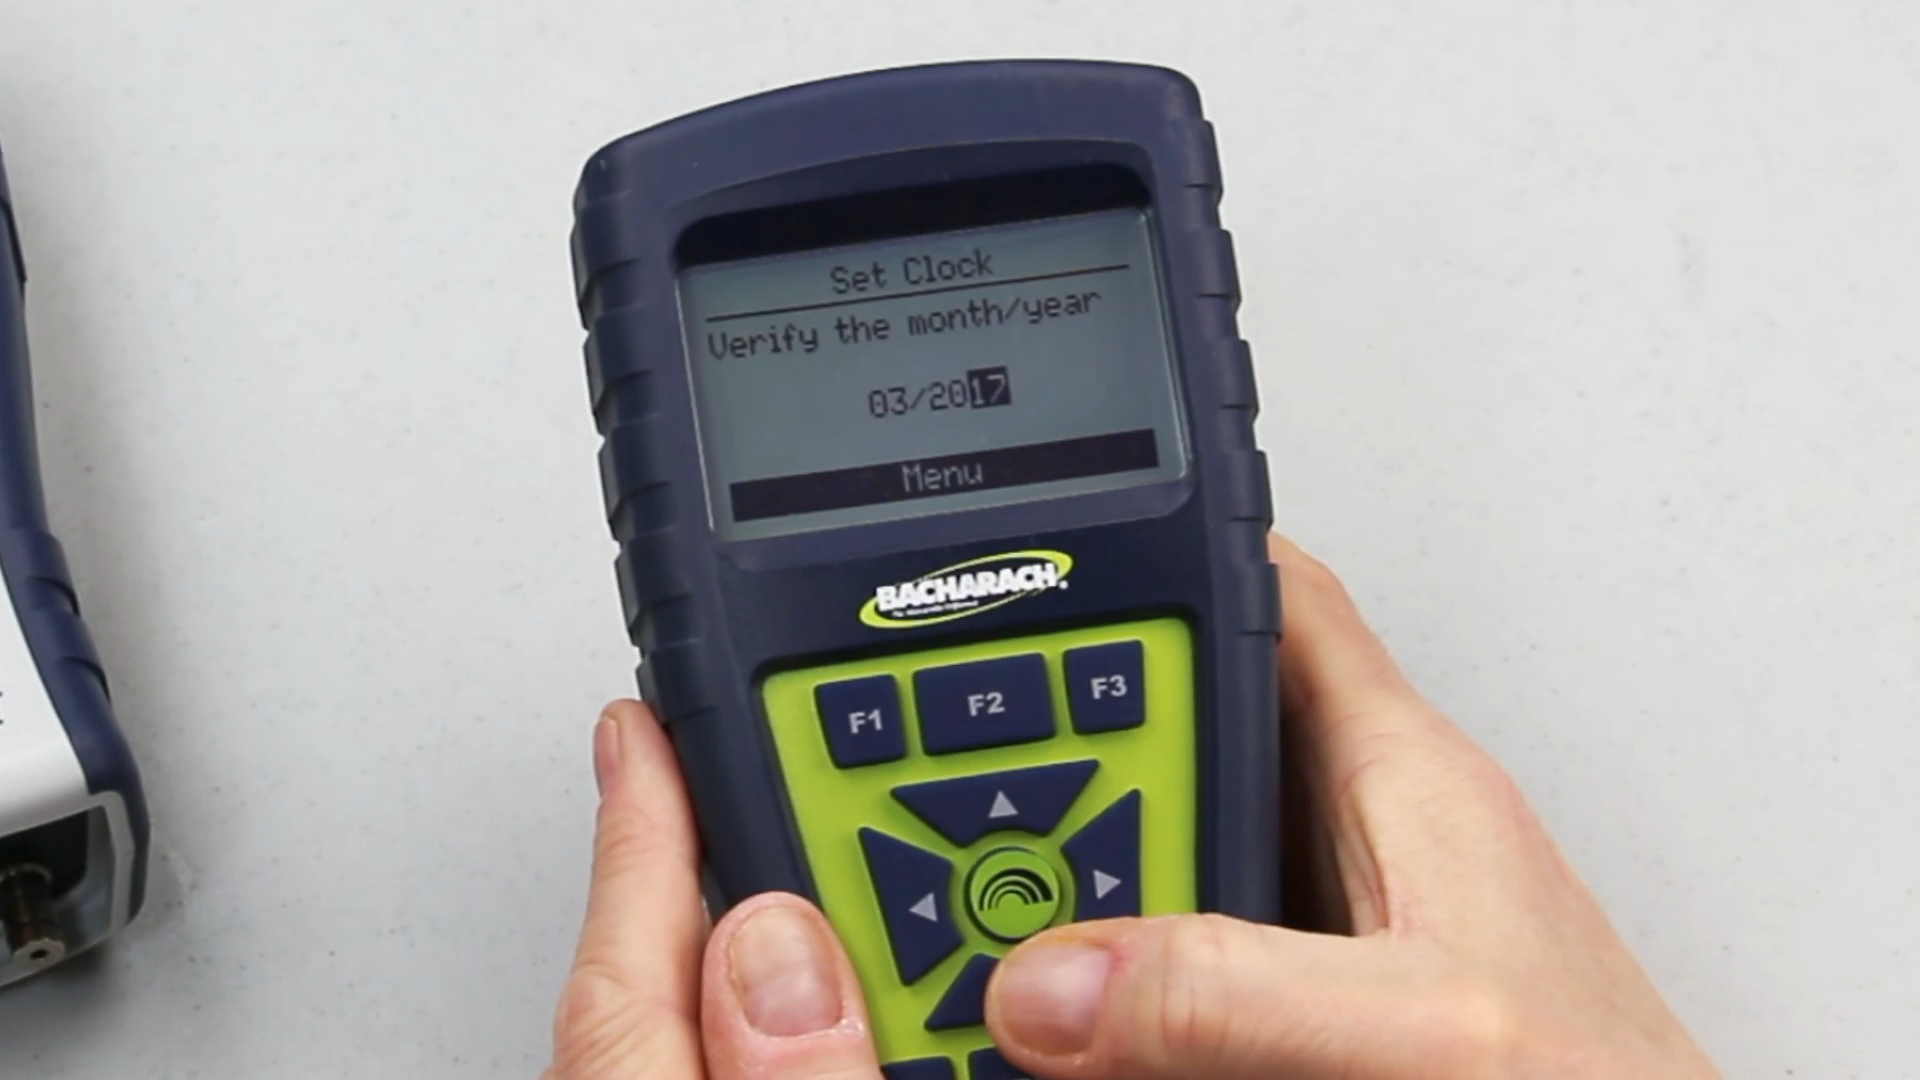 Set Clock
Verify the month/year
03/2017
Menu
BACHARACH®
F1 F2 F3